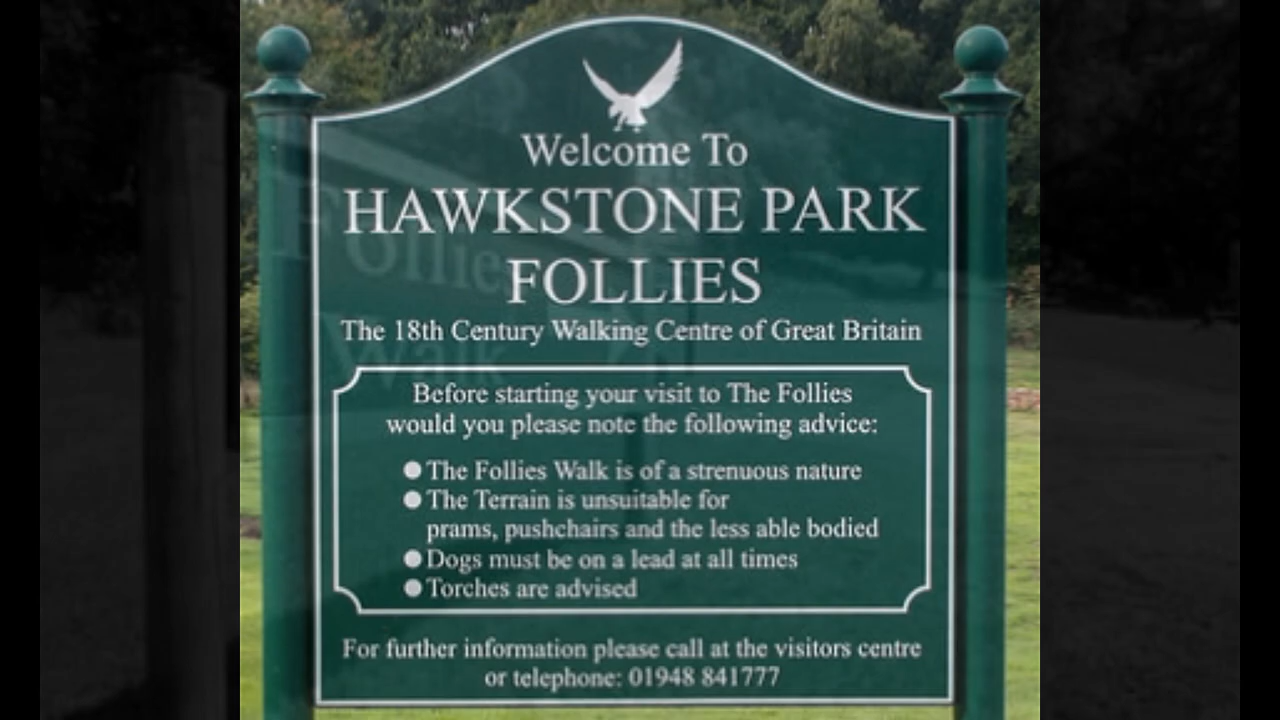 Welcome To
HAWKSTONE PARK
FOLLIES
The 18th Century Walking Centre of Great Britain
Before starting your visit to The Follies
would you please note the following advice:
● The Follies Walk is of a strenuous nature
● The Terrain is unsuitable for
prams, pushchairs and the less able bodied
● Dogs must be on a lead at all times
● Torches are advised
For further information please call at the visitors centre
or telephone: 01948 841777
Follies
Walk